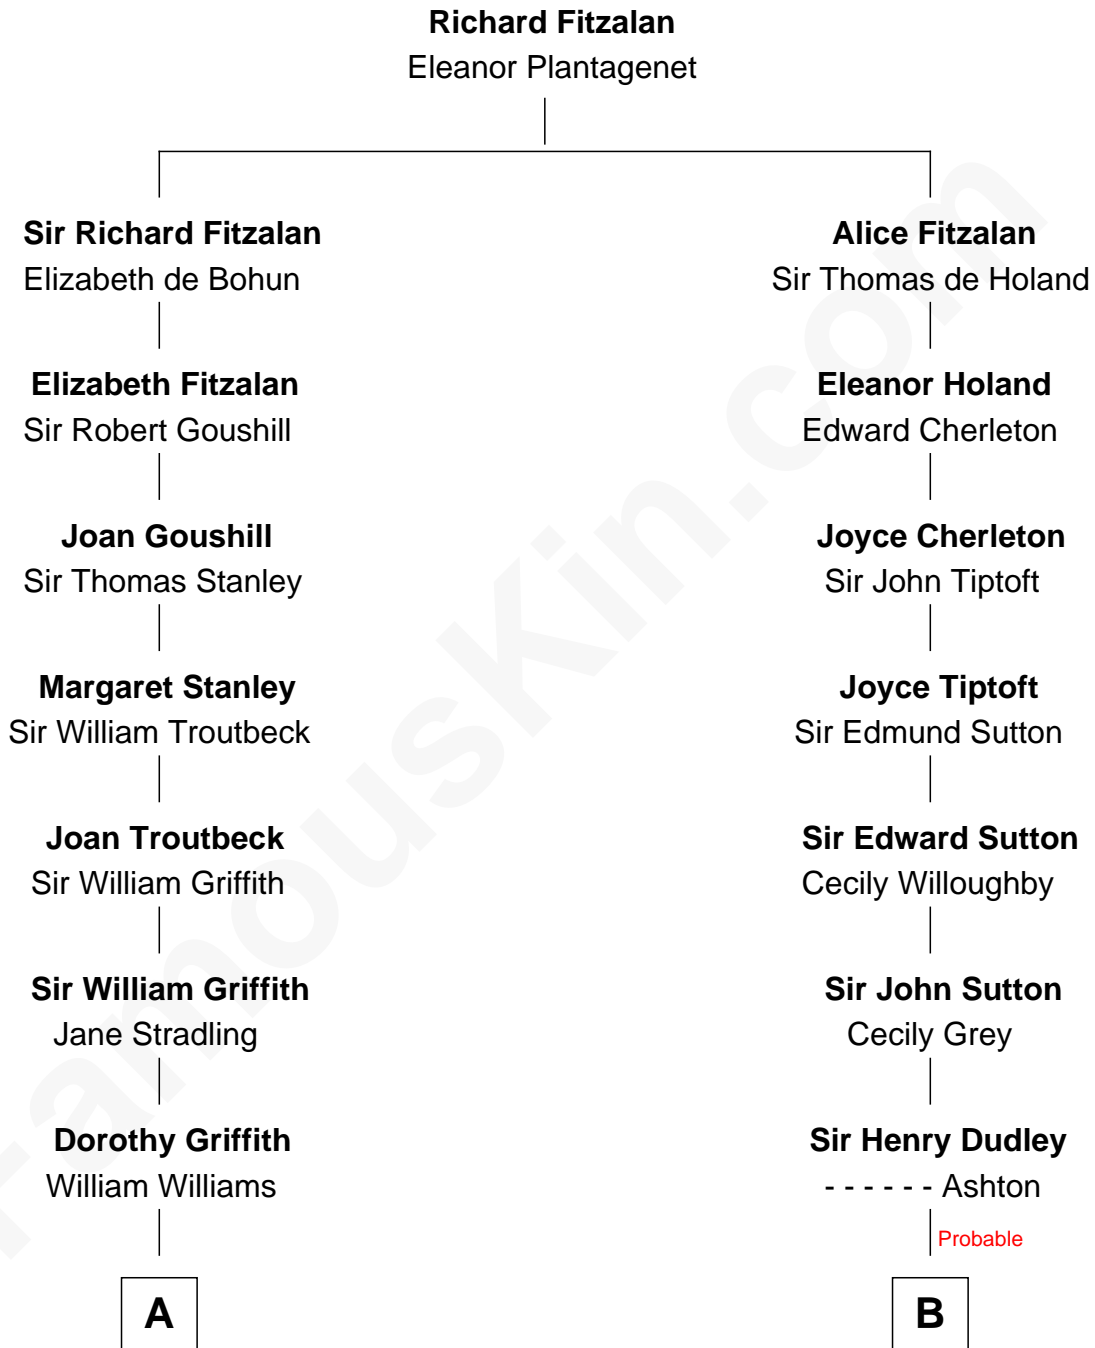 Richard Fitzalan
Eleanor Plantagenet
Sir Richard Fitzalan
Elizabeth de Bohun
Alice Fitzalan
Sir Thomas de Holand
Elizabeth Fitzalan
Sir Robert Goushill
Eleanor Holand
Edward Cherleton
Joan Goushill
Sir Thomas Stanley
Joyce Cherleton
Sir John Tiptoft
Margaret Stanley
Sir William Troutbeck
Joyce Tiptoft
Sir Edmund Sutton
Joan Troutbeck
Sir William Griffith
Sir Edward Sutton
Cecily Willoughby
Sir William Griffith
Jane Stradling
Sir John Sutton
Cecily Grey
Dorothy Griffith
William Williams
Sir Henry Dudley
- - - - - - Ashton
Probable
A
B
FamousKin.com